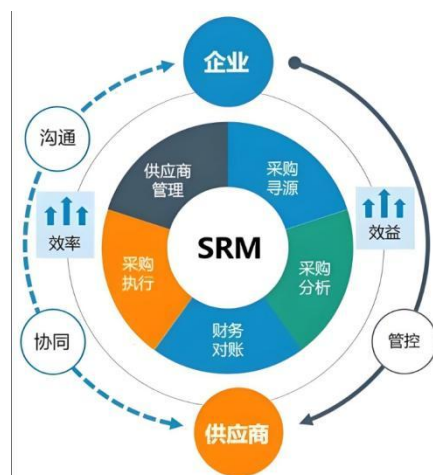 企业
沟通
供应商
管理
采购
寻源
效率
效益
SRM
采购
执行
采购
分析
财务
对账
协同
管控
供应商